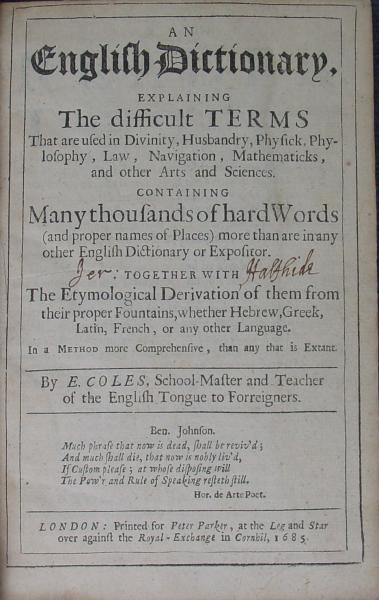 AN
Engliſh Dictionary,
EXPLAINING
The difficult TERMS
That are uſed in Divinity, Husbandry, Phyſick, Phy-
loſophy, Law, Navigation, Mathematicks,
and other Arts and Sciences.
CONTAINING
Many thouſands of hard Words
(and proper names of Places) more than are in any
other Engliſh Dictionary or Expoſitor.
Jer: TOGETHER WITH Halhide
The Etymological Derivation of them from
their proper Fountains, whether Hebrew, Greek,
Latin, French, or any other Language.
In a METHOD more Comprehenſive, than any that is Extant.
By E. COLES, School-Maſter and Teacher
of the Engliſh Tongue to Forreigners.
Ben. Johnſon.
Much phraſe that now is dead, ſhall be reviv'd;
And much ſhall die, that now is nobly liv'd,
If Cuſtom pleaſe; at whoſe diſpoſing will
The Pow'r and Rule of Speaking reſteth ſtill.
Hor. de Arte Poet.
LONDON: Printed for Peter Parker, at the Leg and Star
over againſt the Royal-Exchange in Cornhil, 1685.